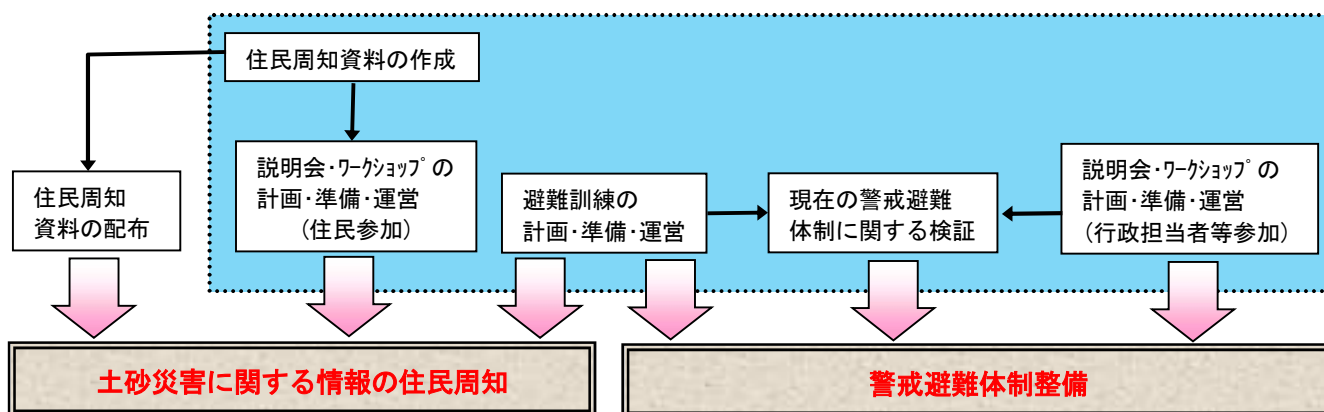 住民周知資料の作成
住民周知
資料の配布
説明会･ﾜｰｸｼｮｯﾌﾟの
計画･準備･運営
（住民参加）
避難訓練の
計画･準備･運営
現在の警戒避難
体制に関する検証
説明会･ﾜｰｸｼｮｯﾌﾟの
計画･準備･運営
(行政担当者等参加）
土砂災害に関する情報の住民周知
警戒避難体制整備